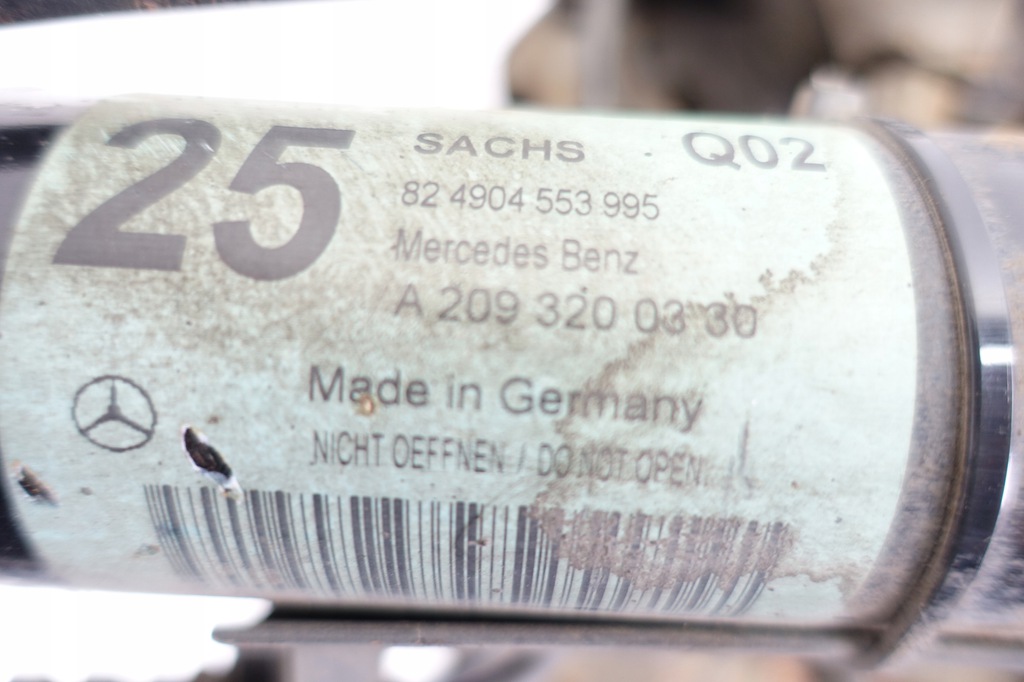 25
SACHS Q02
82 4904 553 995
Mercedes Benz
A 209 320 03 30
Made in Germany
NICHT OEFFNEN / DO NOT OPEN